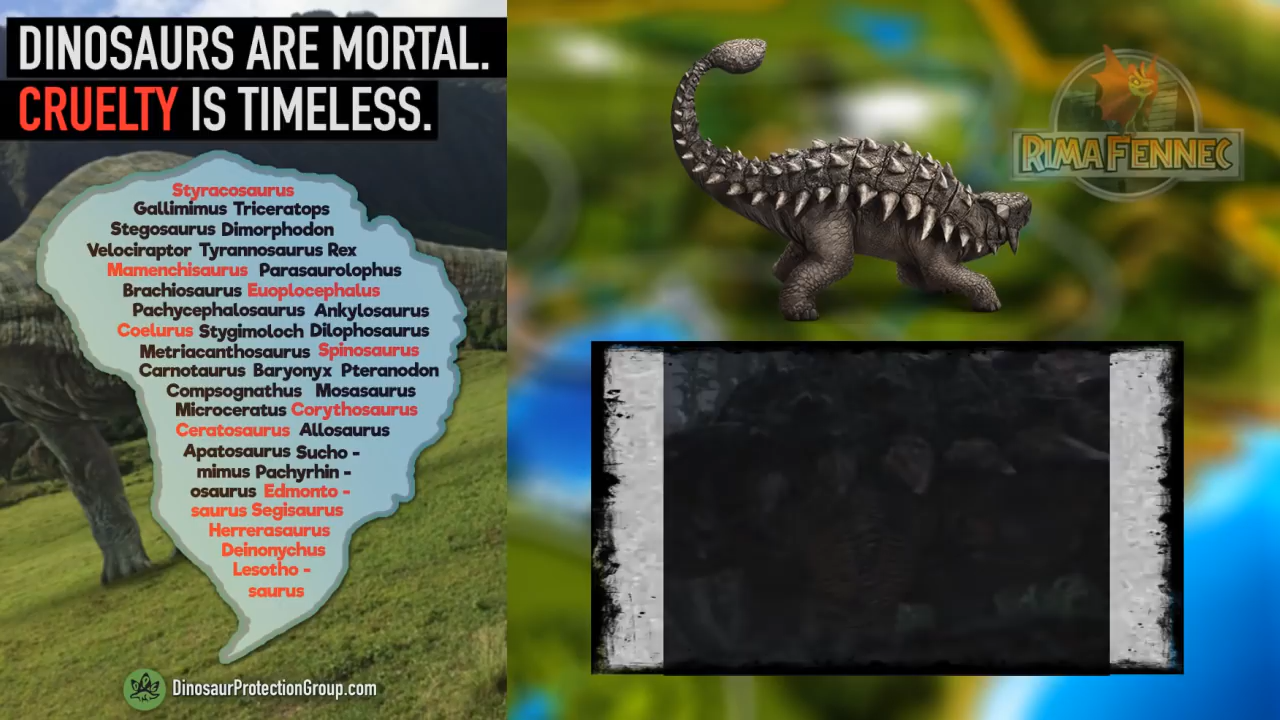 DINOSAURS ARE MORTAL.
CRUELTY IS TIMELESS.
Styracosaurus
Gallimimus Triceratops
Stegosaurus Dimorphodon
Velociraptor Tyrannosaurus Rex
Mamenchisaurus Parasaurolophus
Brachiosaurus Euoplocephalus
Pachycephalosaurus Ankylosaurus
Coelurus Stygimoloch Dilophosaurus
Metriacanthosaurus Spinosaurus
Carnotaurus Baryonyx Pteranodon
Compsognathus Mosasaurus
Microceratus Corythosaurus
Ceratosaurus Allosaurus
Apatosaurus Sucho -
mimus Pachyrhin -
osaurus Edmonto -
saurus Segisaurus
Herrerasaurus
Deinonychus
Lesotho -
saurus
DinosaurProtectionGroup.com
RIMA FENNEC